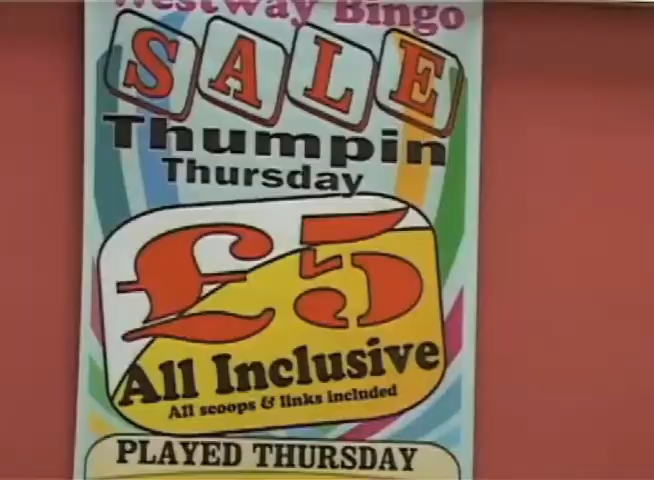 Westway Bingo
SALE
Thumpin
Thursday
£5
All Inclusive
All scoops & links included
PLAYED THURSDAY